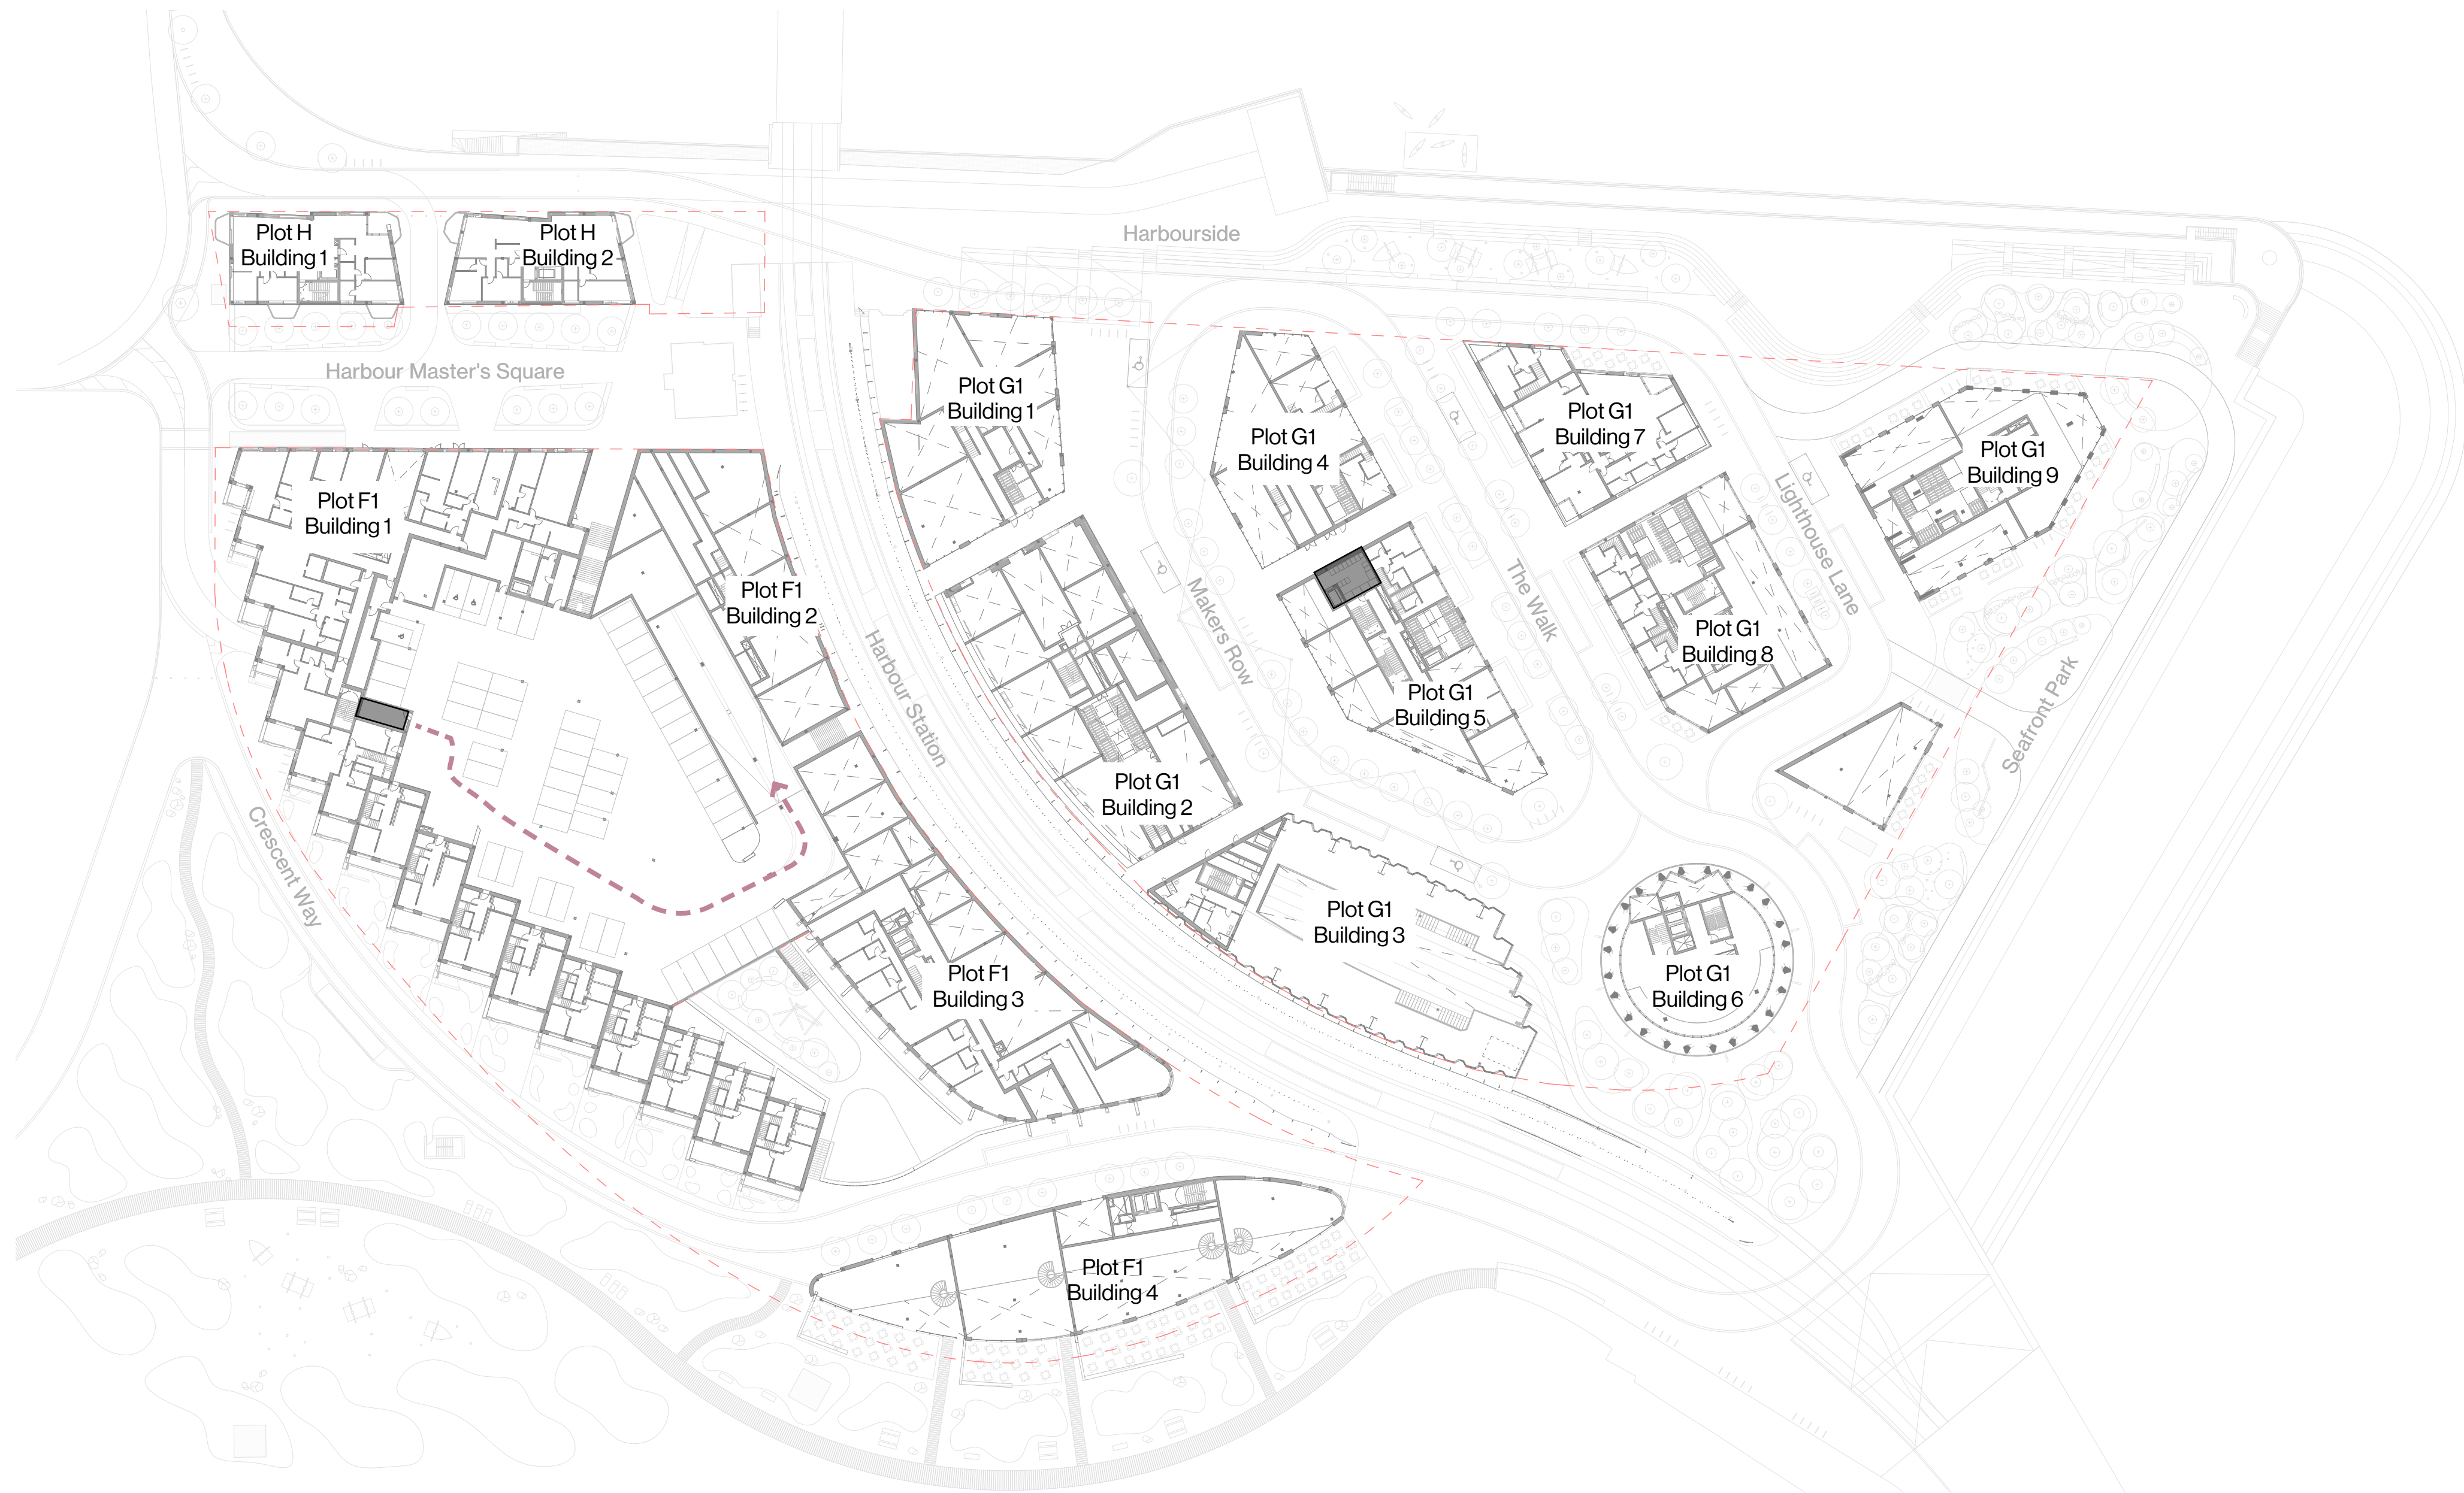 Plot H
Building 1
Plot H
Building 2
Harbourside
Harbour Master's Square
Plot G1
Building 1
Plot G1
Building 4
Plot G1
Building 7
Plot G1
Building 9
Plot F1
Building 1
Plot F1
Building 2
Harbour Station
Makers Row
The Walk
Lighthouse Lane
Plot G1
Building 8
Plot G1
Building 5
Seafront Park
Plot G1
Building 2
Crescent Way
Plot G1
Building 3
Plot F1
Building 3
Plot G1
Building 6
Plot F1
Building 4